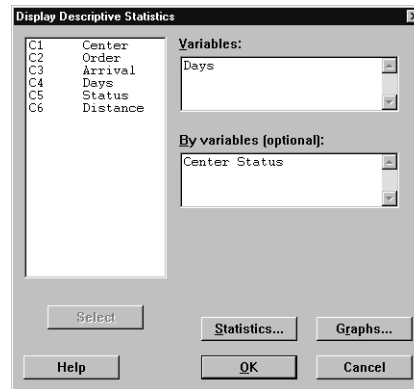 Display Descriptive Statistics
C1 Center
C2 Order
C3 Arrival
C4 Days
C5 Status
C6 Distance
Variables:
Days
By variables (optional):
Center Status
Select
Statistics...
Graphs...
Help
OK
Cancel